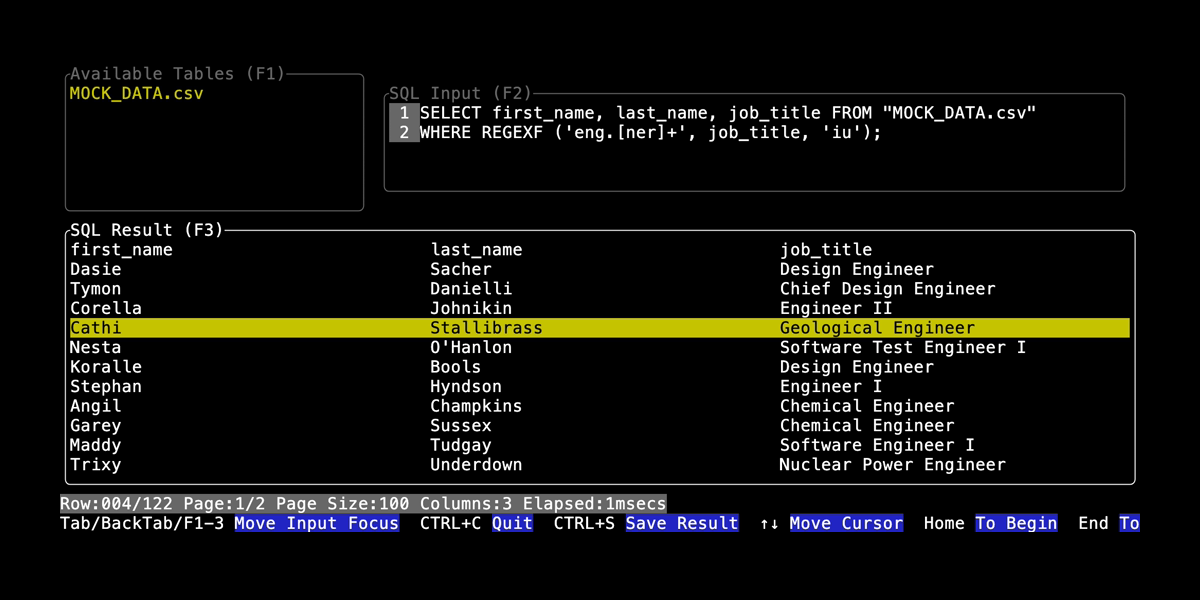 Available Tables (F1)
MOCK_DATA.csv
SQL Input (F2)
1 SELECT first_name, last_name, job_title FROM "MOCK_DATA.csv"
2 WHERE REGEXF ('eng.[ner]+', job_title, 'iu');
SQL Result (F3)
first_name last_name job_title
Dasie Sacher Design Engineer
Tymon Danielli Chief Design Engineer
Corella Johnikin Engineer II
Cathi Stallibrass Geological Engineer
Nesta O'Hanlon Software Test Engineer I
Koralle Bools Design Engineer
Stephan Hyndson Engineer I
Angil Champkins Chemical Engineer
Garey Sussex Chemical Engineer
Maddy Tudgay Software Engineer I
Trixy Underdown Nuclear Power Engineer
Row:004/122 Page:1/2 Page Size:100 Columns:3 Elapsed:1msecs
Tab/BackTab/F1-3 Move Input Focus CTRL+C Quit CTRL+S Save Result ↑↓ Move Cursor Home To Begin End To